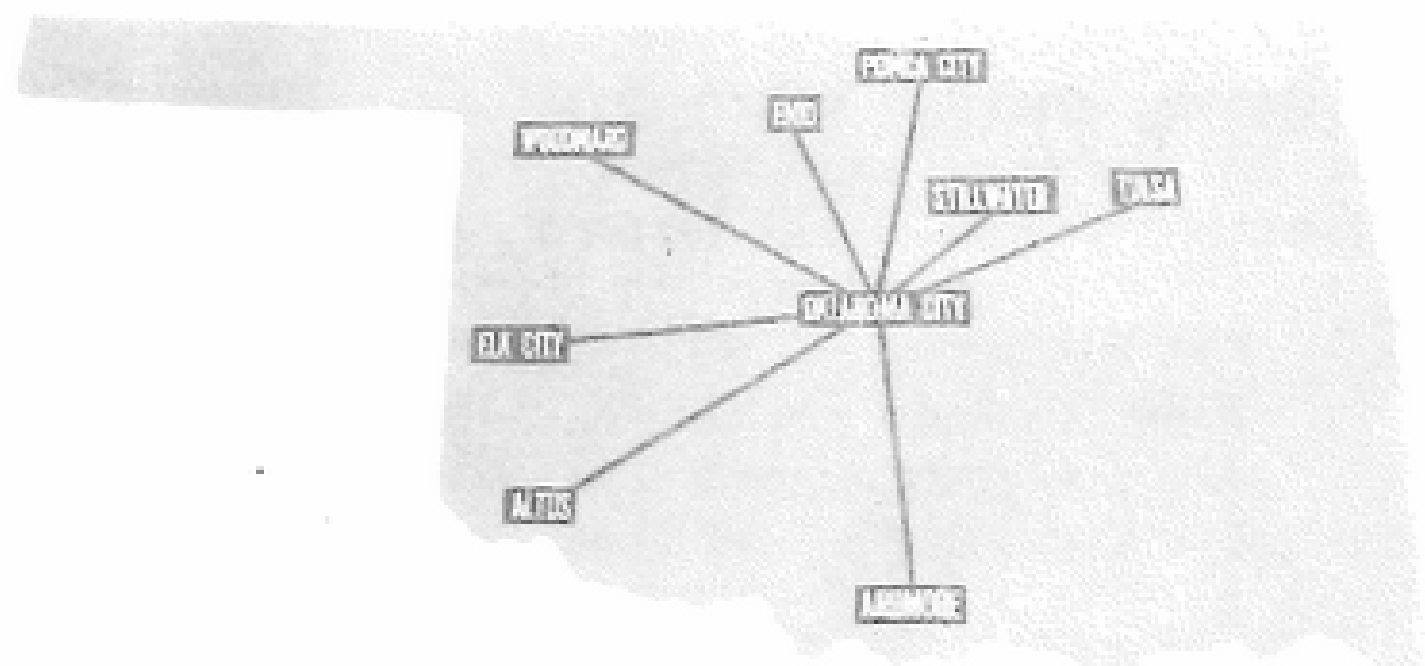 PONCA CITY
ENID
WOODWARD
STILLWATER
TULSA
OKLAHOMA CITY
ELK CITY
ALTUS
ARDMORE